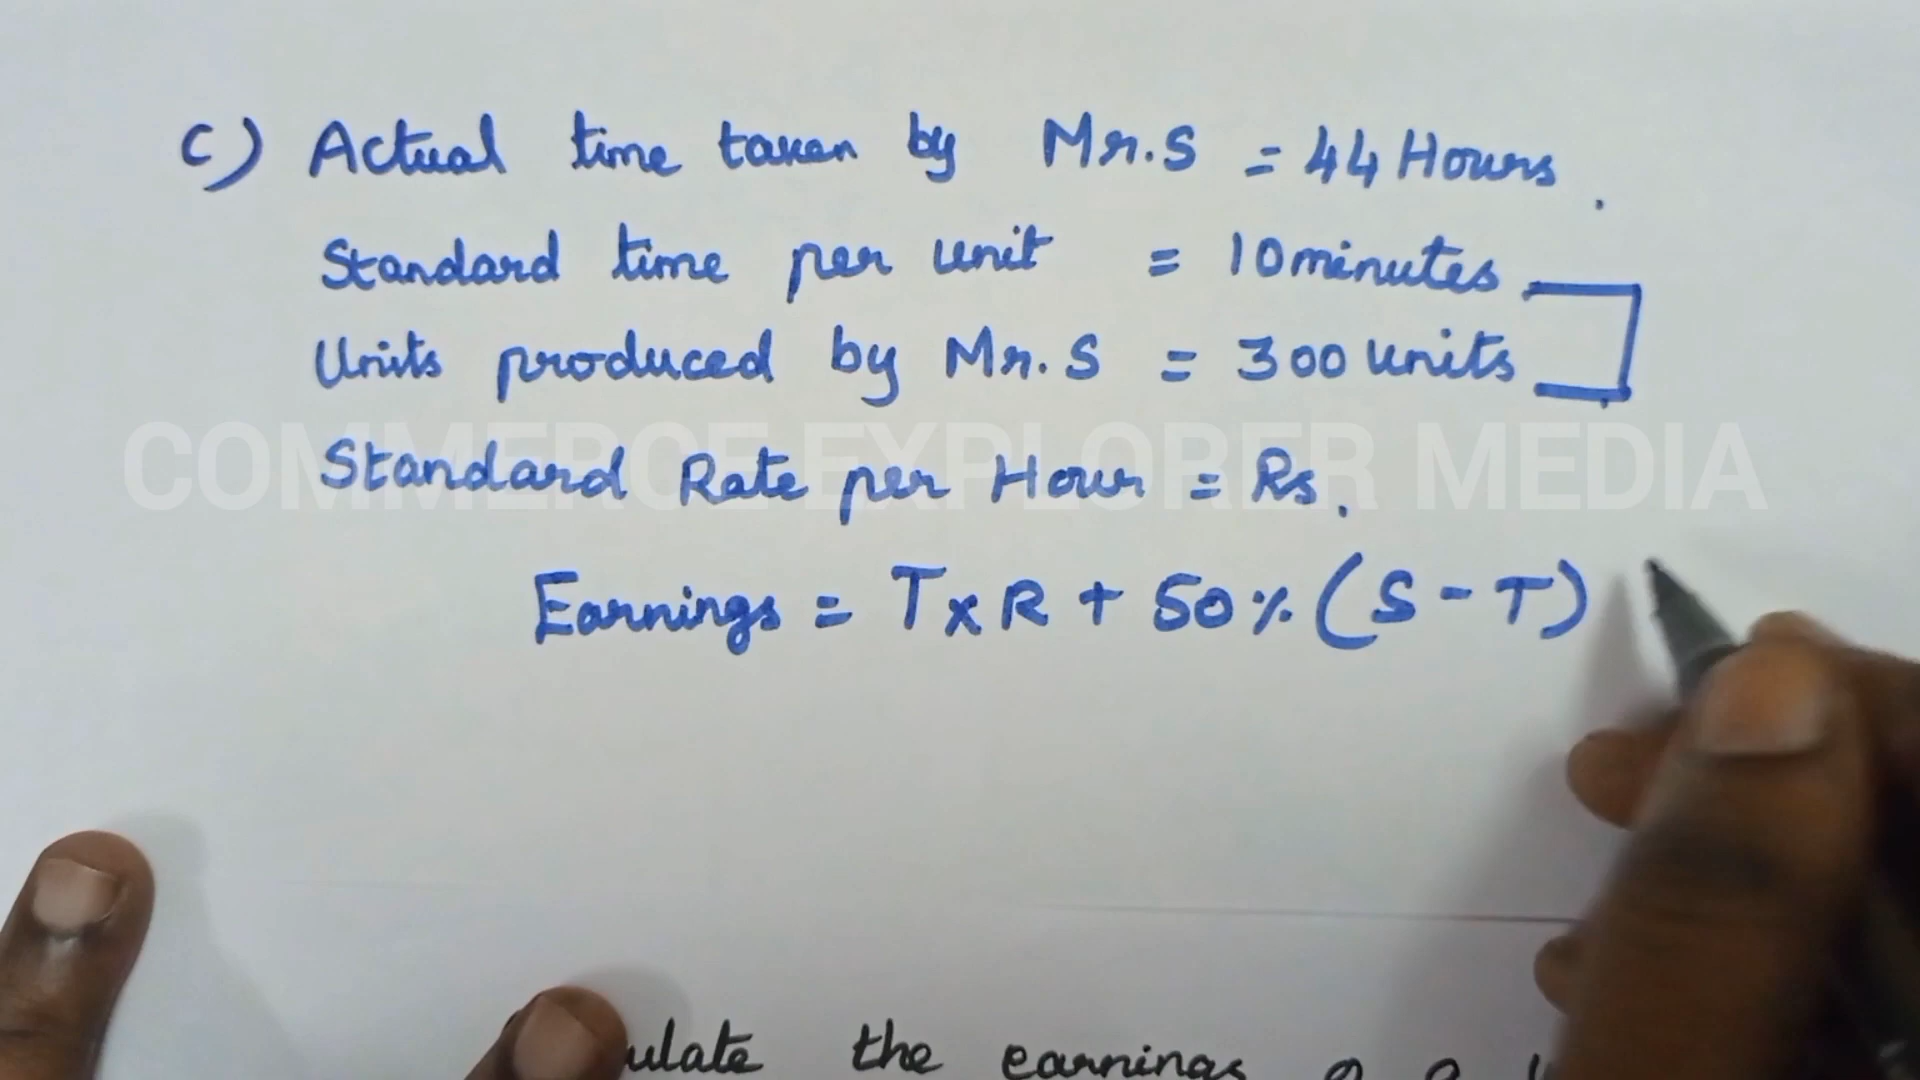 C) Actual time taken by Mr.S = 44 Hours.
Standard time per unit = 10 minutes
Units produced by Mr.S = 300 units
COMMERCE EXPLORER MEDIA
Standard Rate per Hour = Rs.
Earnings = T x R + 50% (S - T)
ulate the earnings